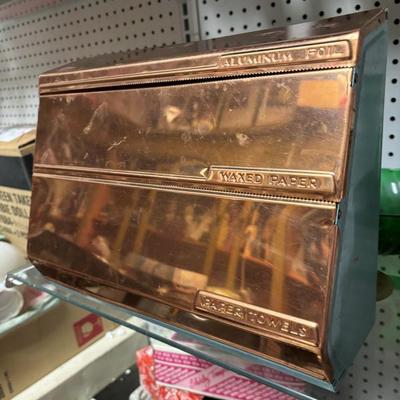 ALUMINUM FOIL
WAXED PAPER
PAPER TOWELS